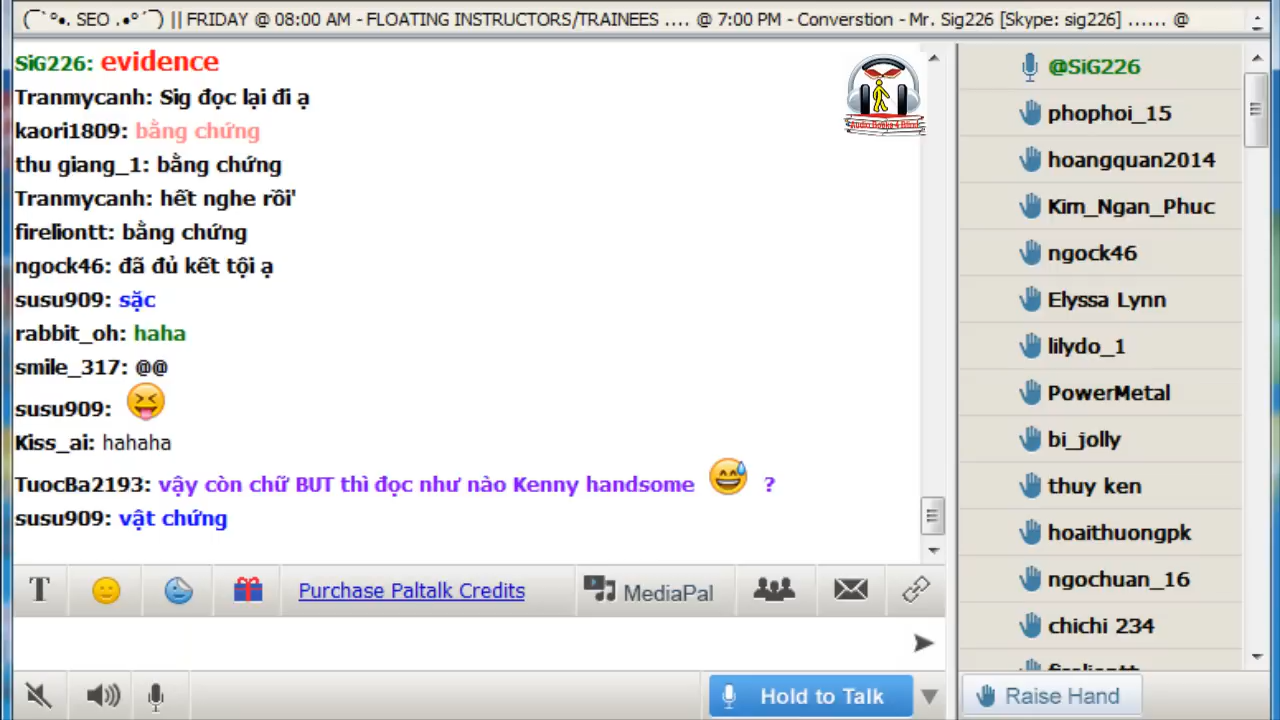 (¯`°•. SEO .•°´¯) || FRIDAY @ 08:00 AM - FLOATING INSTRUCTORS/TRAINEES .... @ 7:00 PM - Converstion - Mr. Sig226 [Skype: sig226] ...... @
SiG226: evidence
Tranmycanh: Sig đọc lại đi ạ
kaori1809: bằng chứng
thu giang_1: bằng chứng
Tranmycanh: hết nghe rồi'
fireliontt: bằng chứng
ngock46: đã đủ kết tội ạ
susu909: sặc
rabbit_oh: haha
smile_317: @@
susu909:
Kiss_ai: hahaha
TuocBa2193: vậy còn chữ BUT thì đọc như nào Kenny handsome ?
susu909: vật chứng
T
Purchase Paltalk Credits
MediaPal
Hold to Talk
@SiG226
phophoi_15
hoangquan2014
Kim_Ngan_Phuc
ngock46
Elyssa Lynn
lilydo_1
PowerMetal
bi_jolly
thuy ken
hoaithuongpk
ngochuan_16
chichi 234
fireliontt
Raise Hand